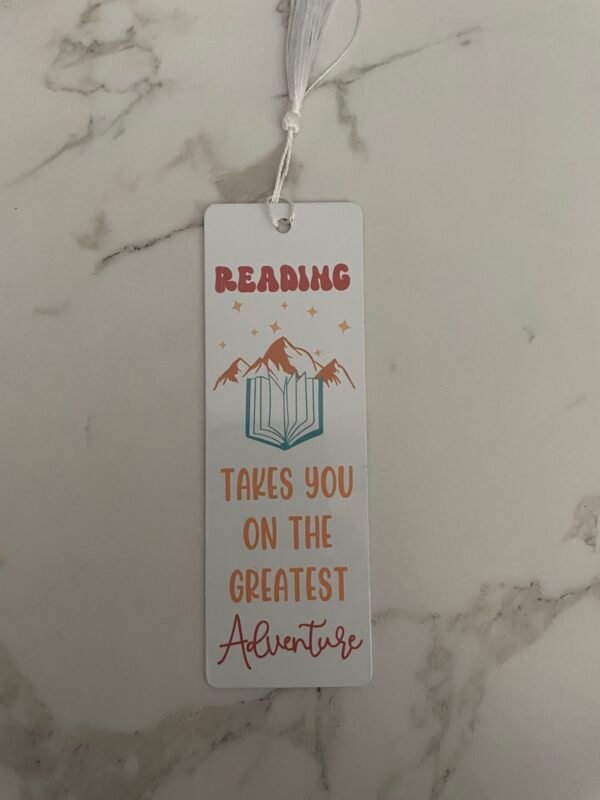 READING
TAKES YOU
ON THE
GREATEST
Adventure